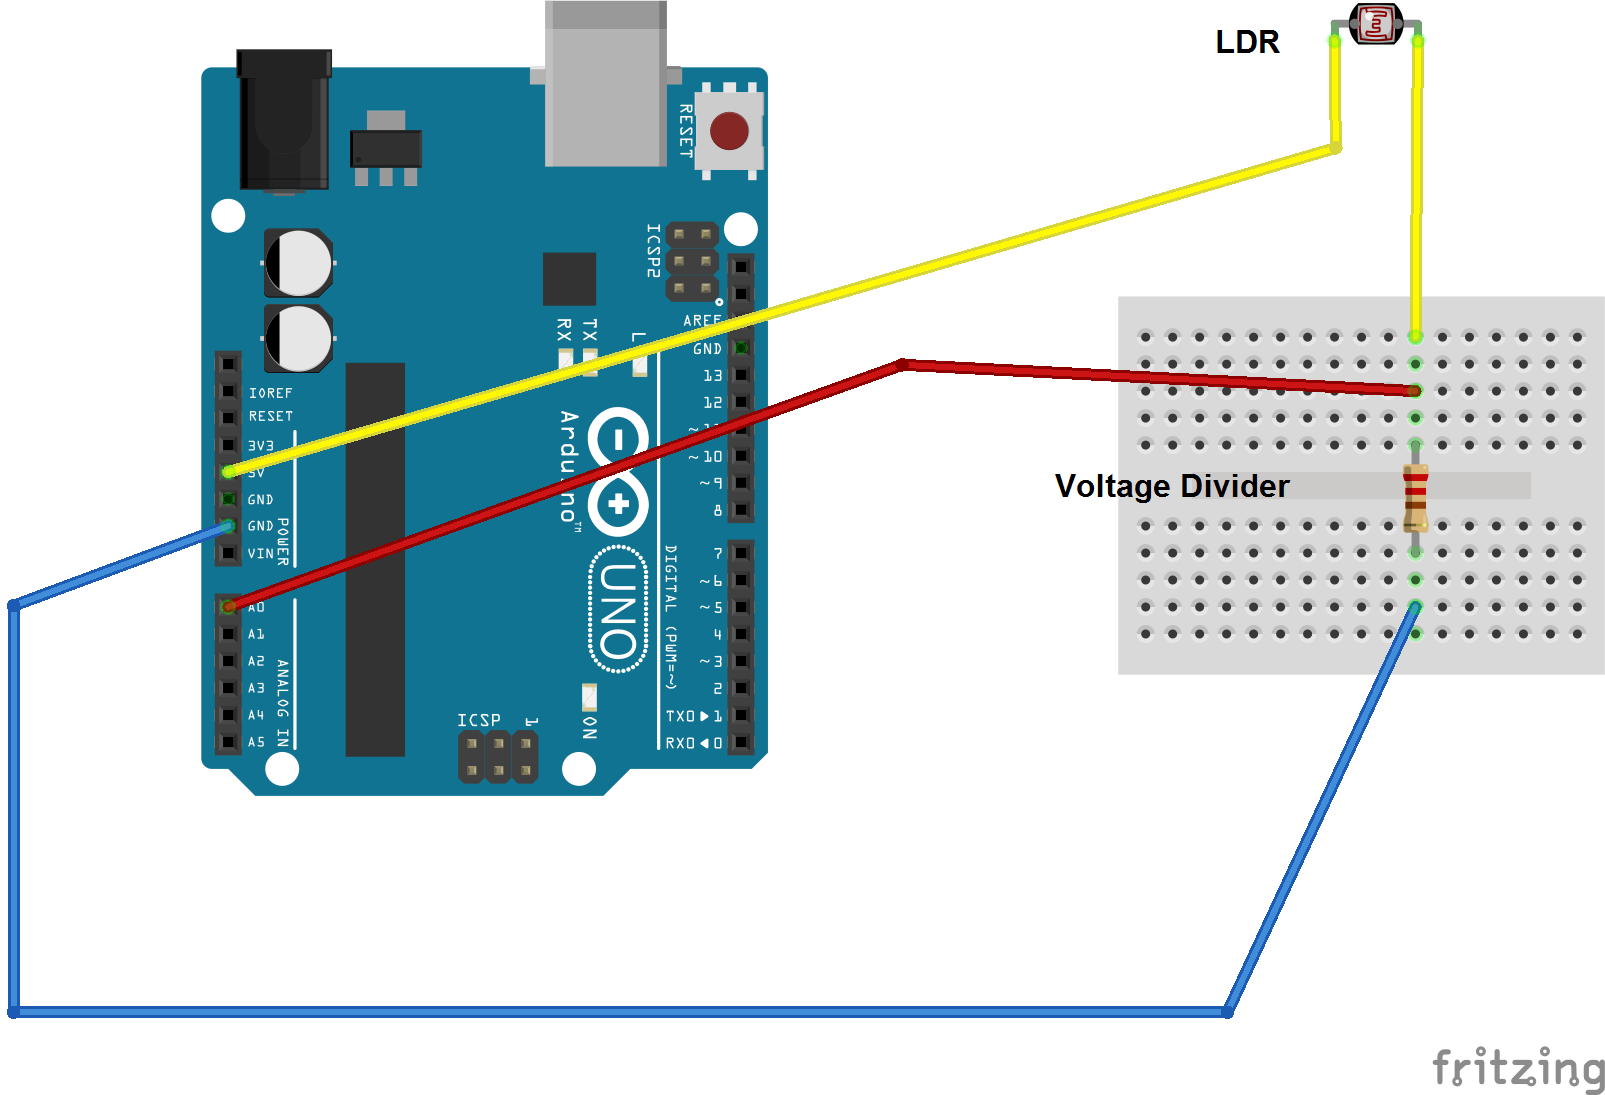 LDR
RESET
ICSP2
AREF
GND
RX
TX
L
13
12
~10
~9
8
IOREF
RESET
3V3
5V
GND
GND
VIN
POWER
Arduino™
Voltage Divider
UNO
DIGITAL (PWM=~)
7
~6
~5
4
~3
2
TX0▶1
RX0◀0
A0
A1
A2
A3
A4
A5
ANALOG IN
ICSP
1
ON
fritzing